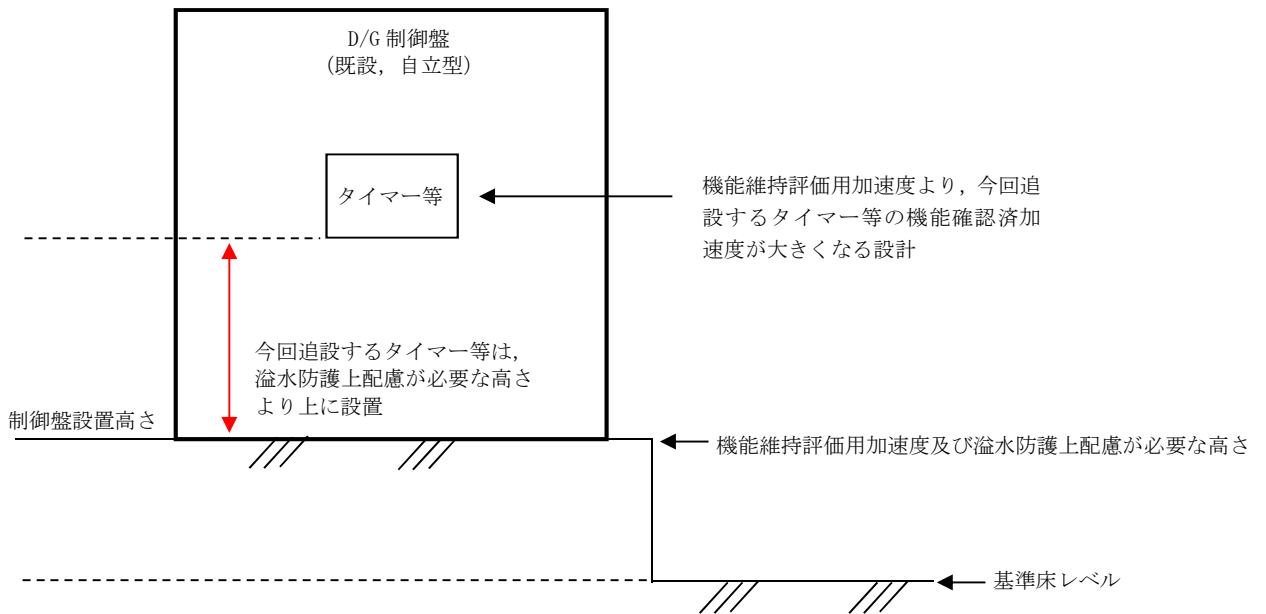 D/G 制御盤
(既設，自立型)
タイマー等
機能維持評価用加速度より，今回追
設するタイマー等の機能確認済加
速度が大きくなる設計
今回追設するタイマー等は，
溢水防護上配慮が必要な高さ
より上に設置
制御盤設置高さ
機能維持評価用加速度及び溢水防護上配慮が必要な高さ
基準床レベル